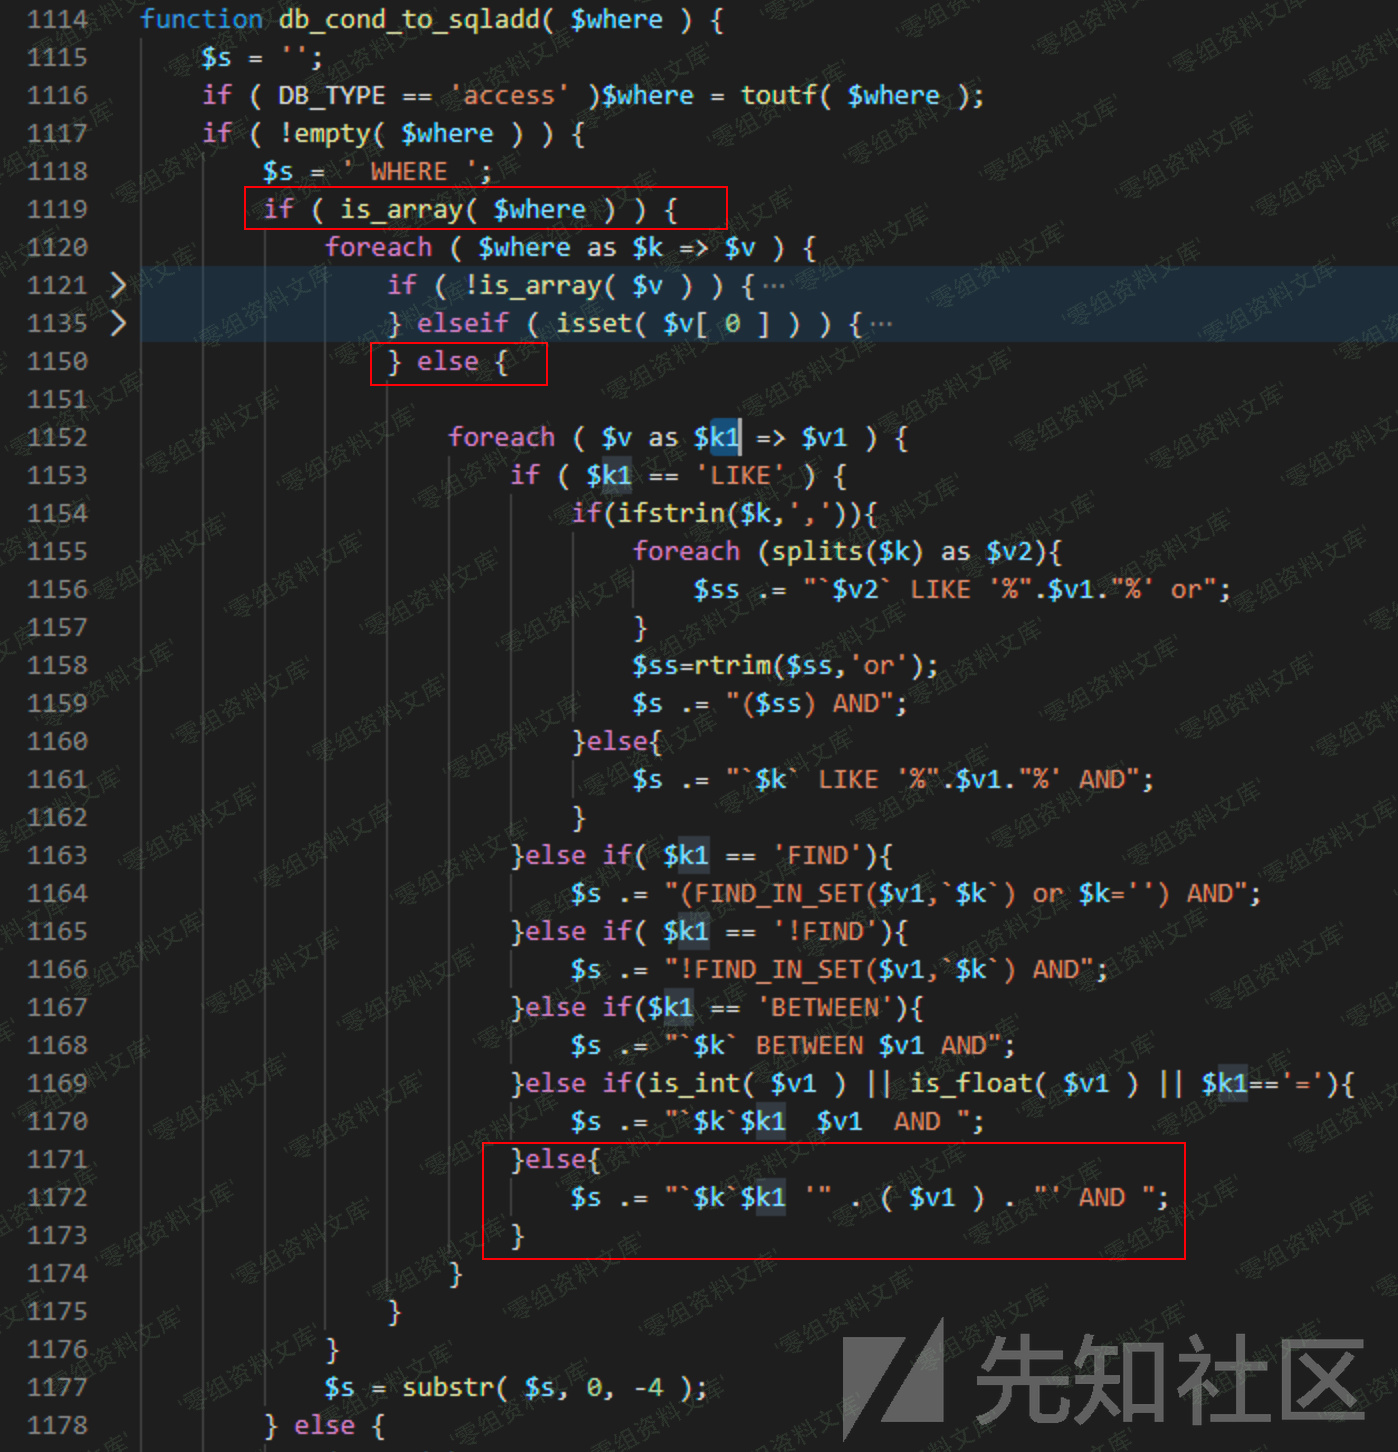 1114 function db_cond_to_sqladd( $where ) {
1115 $s = '';
1116 if ( DB_TYPE == 'access' )$where = toutf( $where );
1117 if ( !empty( $where ) ) {
1118 $s = ' WHERE ';
1119 if ( is_array( $where ) ) {
1120 foreach ( $where as $k => $v ) {
1121 if ( !is_array( $v ) ) {···
1135 } elseif ( isset( $v[ 0 ] ) ) {···
1150 } else {
1151
1152 foreach ( $v as $k1 => $v1 ) {
1153 if ( $k1 == 'LIKE' ) {
1154 if(ifstrin($k,',')){
1155 foreach (splits($k) as $v2){
1156 $ss .= "`$v2` LIKE '%".$v1."%' or";
1157 }
1158 $ss=rtrim($ss,'or');
1159 $s .= "($ss) AND";
1160 }else{
1161 $s .= "`$k` LIKE '%".$v1."%' AND";
1162 }
1163 }else if( $k1 == 'FIND'){
1164 $s .= "(FIND_IN_SET($v1,`$k`) or $k='') AND";
1165 }else if( $k1 == '!FIND'){
1166 $s .= "!FIND_IN_SET($v1,`$k`) AND";
1167 }else if($k1 == 'BETWEEN'){
1168 $s .= "`$k` BETWEEN $v1 AND";
1169 }else if(is_int( $v1 ) || is_float( $v1 ) || $k1=='='){
1170 $s .= "`$k`$k1  $v1  AND ";
1171 }else{
1172 $s .= "`$k`$k1 '" . ( $v1 ) . "' AND ";
1173 }
1174 }
1175 }
1176 }
1177 $s = substr( $s, 0, -4 );
1178 } else {
'零组资料文库'
先知社区